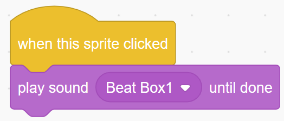 when this sprite clicked
play sound Beat Box1 until done